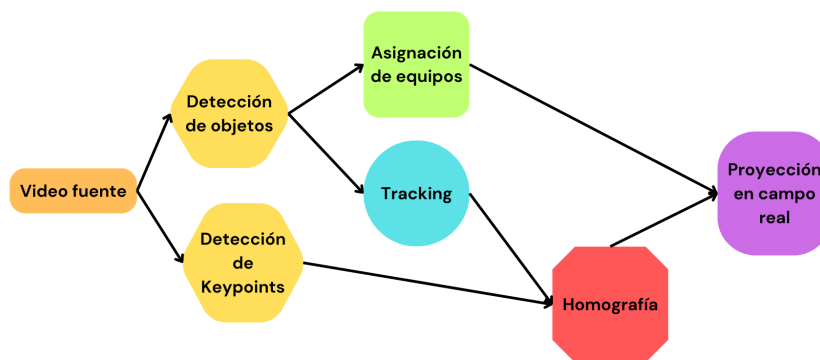 Video fuente
Detección
de objetos
Detección
de
Keypoints
Asignación
de equipos
Tracking
Homografía
Proyección
en campo
real